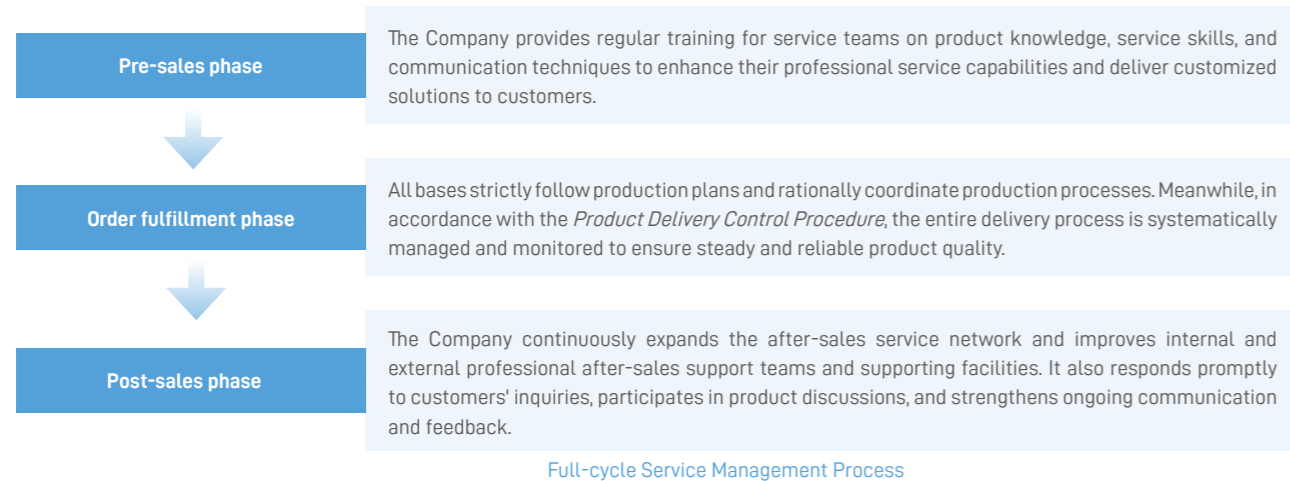 Pre-sales phase
The Company provides regular training for service teams on product knowledge, service skills, and
communication techniques to enhance their professional service capabilities and deliver customized
solutions to customers.
Order fulfillment phase
All bases strictly follow production plans and rationally coordinate production processes. Meanwhile, in
accordance with the Product Delivery Control Procedure, the entire delivery process is systematically
managed and monitored to ensure steady and reliable product quality.
Post-sales phase
The Company continuously expands the after-sales service network and improves internal and
external professional after-sales support teams and supporting facilities. It also responds promptly
to customers' inquiries, participates in product discussions, and strengthens ongoing communication
and feedback.
Full-cycle Service Management Process